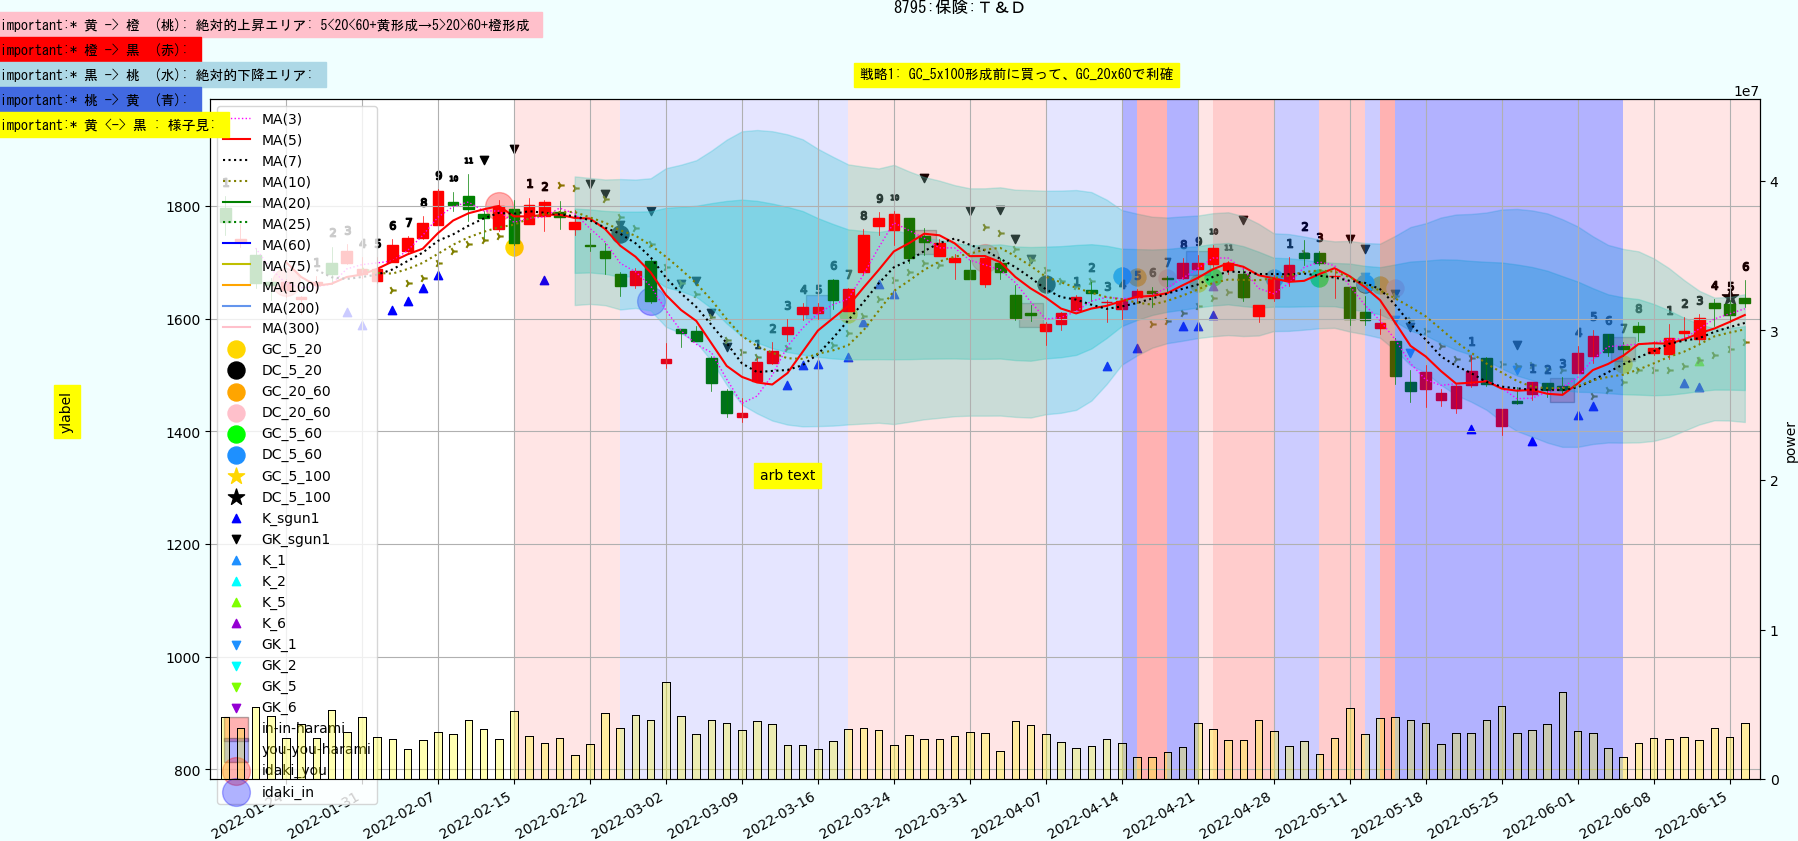 8795:保険:Ｔ＆Ｄ
important:* 黄 -> 橙 (桃): 絶対的上昇エリア: 5<20<60+黄形成→5>20>60+橙形成
important:* 橙 -> 黒 (赤):
important:* 黒 -> 桃 (水): 絶対的下降エリア:
戦略1: GC_5x100形成前に買って、GC_20x60で利確
important:* 桃 -> 黄 (青):
important:* 黄 <-> 黒 : 様子見:
1e7
MA(3)
MA(5)
MA(7)
MA(10)
MA(20)
MA(25)
MA(60)
MA(75)
MA(100)
MA(200)
MA(300)
GC_5_20
DC_5_20
GC_20_60
DC_20_60
GC_5_60
DC_5_60
GC_5_100
DC_5_100
K_sgun1
GK_sgun1
K_1
K_2
K_5
K_6
GK_1
GK_2
GK_5
GK_6
in-in-harami
you-you-harami
idaki_you
idaki_in
1800
1600
1400
1200
1000
800
ylabel
arb text
4
3
2
1
0
power
2022-01-24
2022-01-31
2022-02-07
2022-02-15
2022-02-22
2022-03-02
2022-03-09
2022-03-16
2022-03-24
2022-03-31
2022-04-07
2022-04-14
2022-04-21
2022-04-28
2022-05-11
2022-05-18
2022-05-25
2022-06-01
2022-06-08
2022-06-15